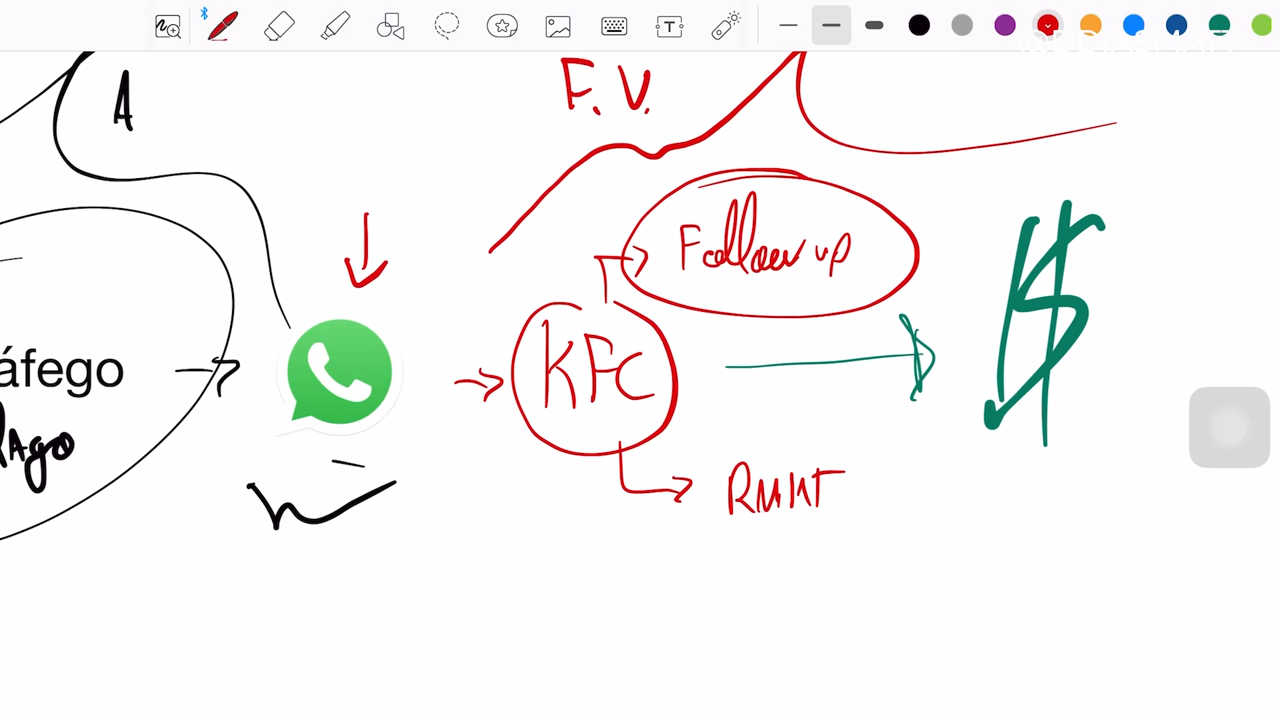 A
F. V.
Follow up
áfego
KFC
Pago
RMKT
$